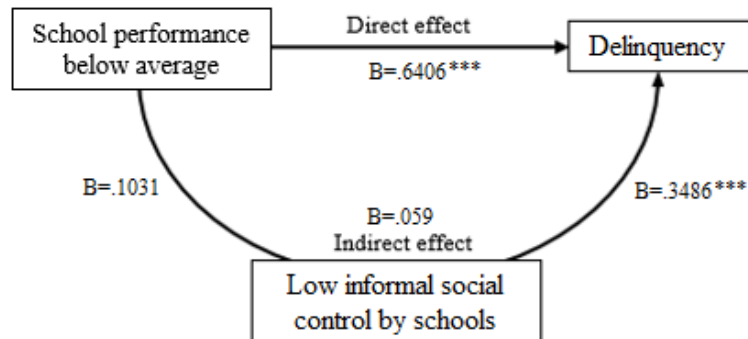 School performance
below average
Direct effect
B=.6406***
Delinquency
B=.1031
B=.059
Indirect effect
B=.3486***
Low informal social
control by schools